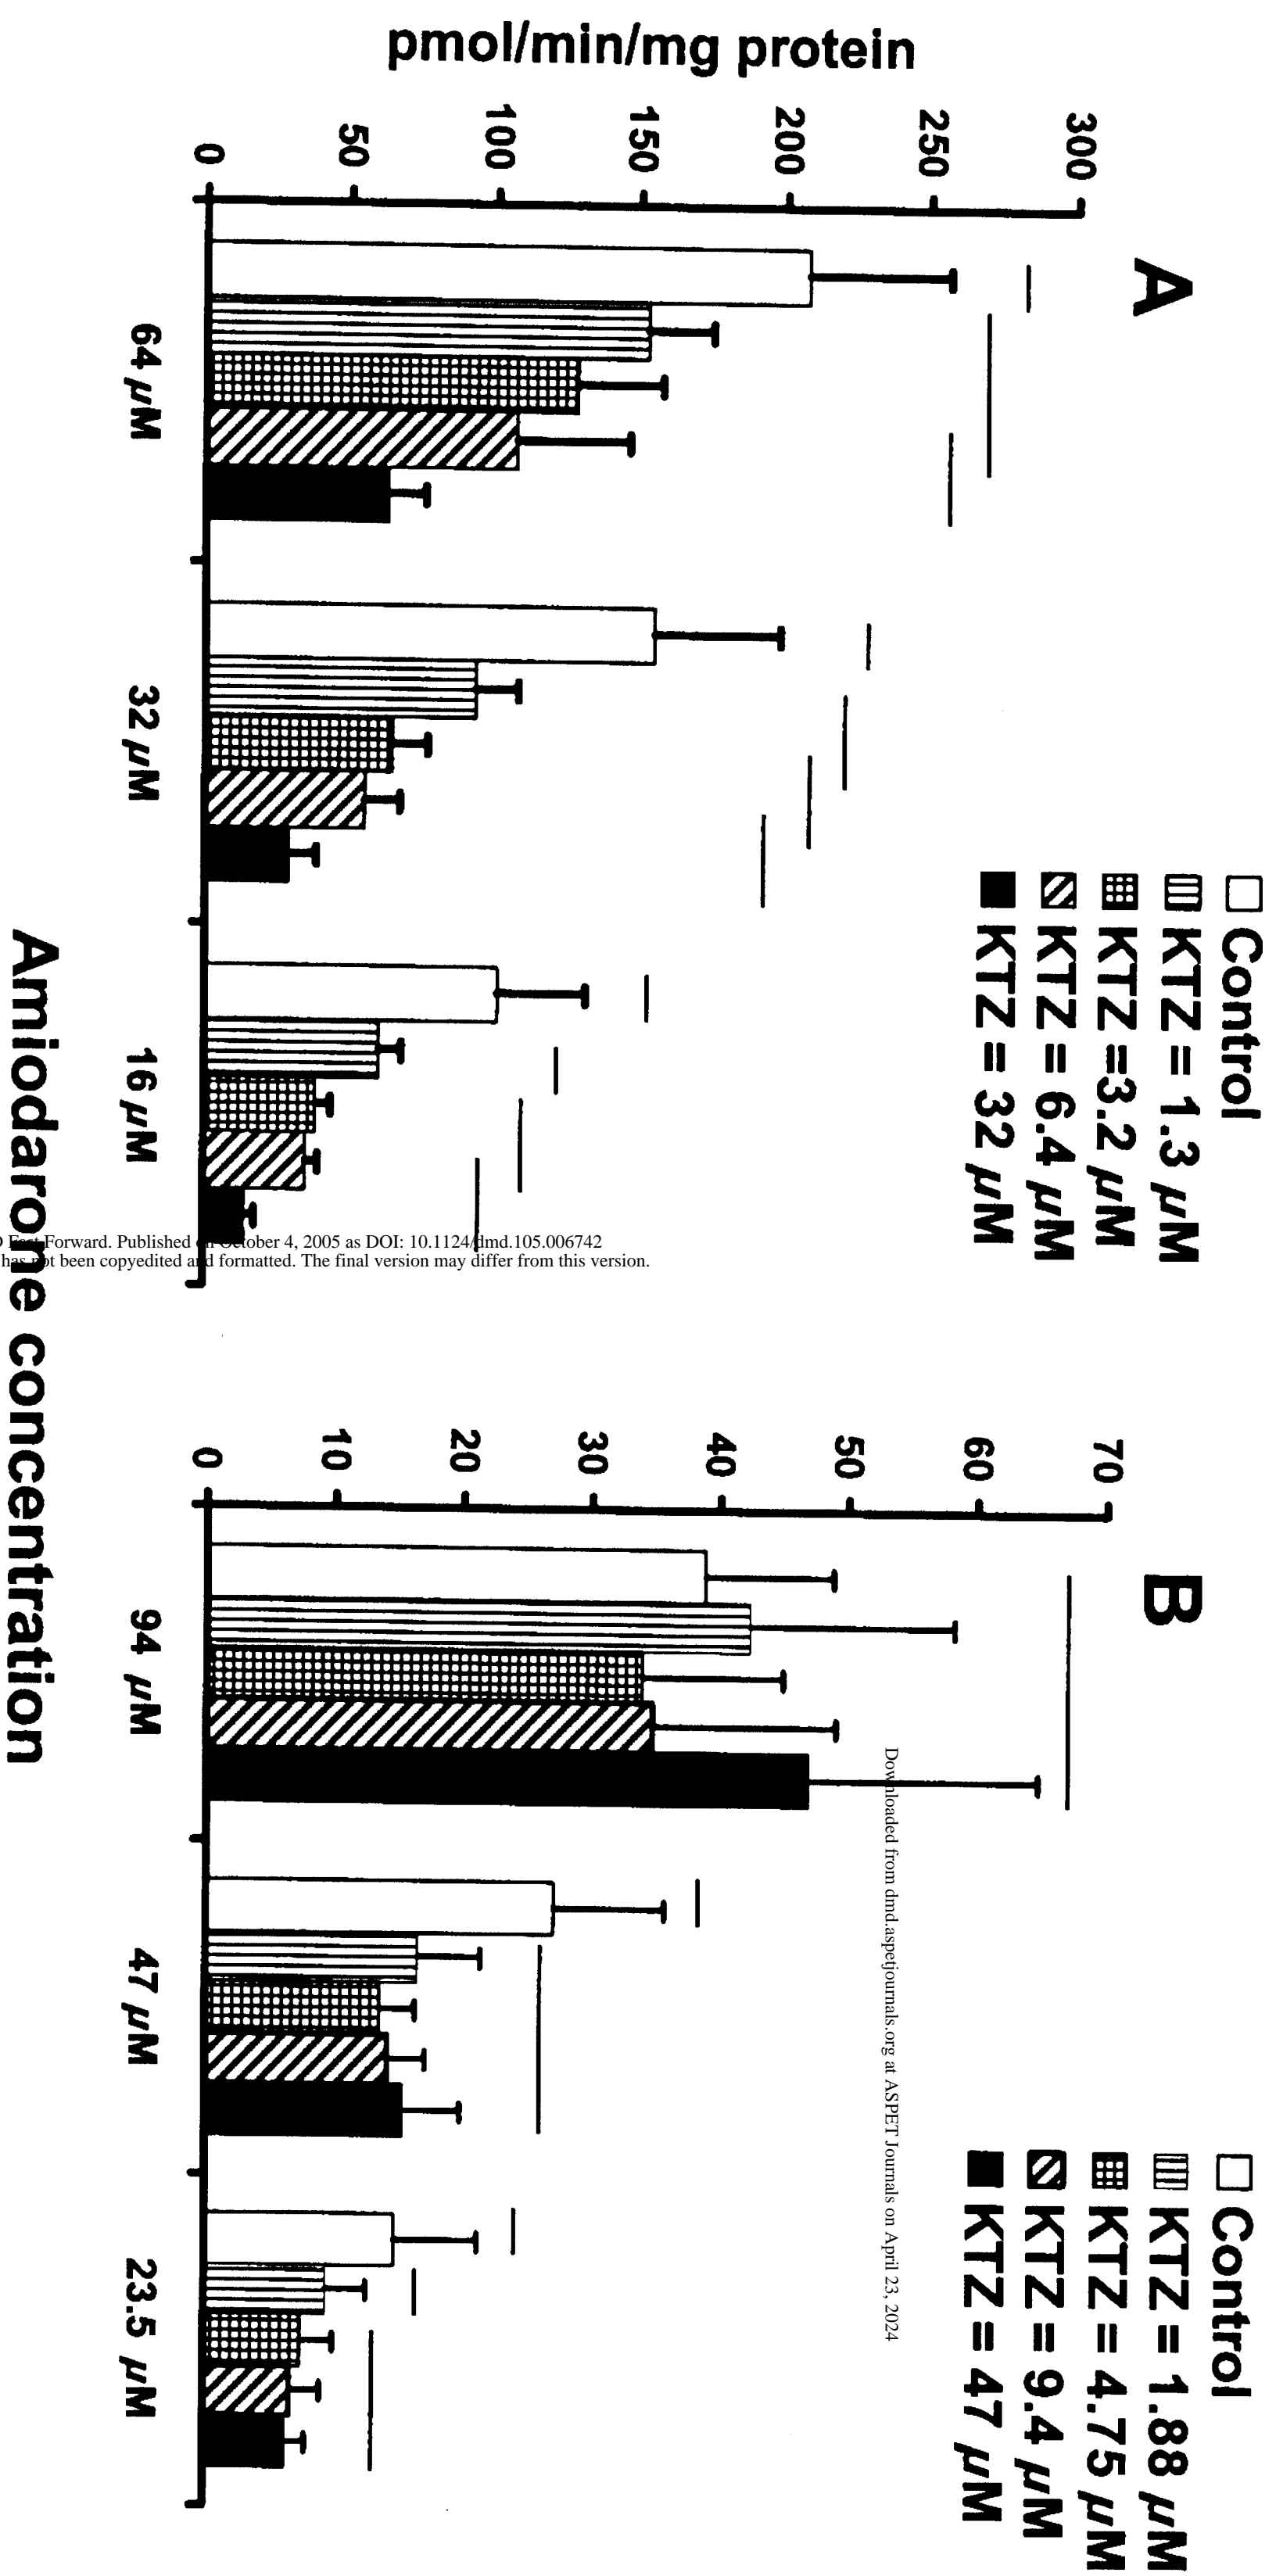 A
□ Control
KTZ = 1.3 µM
KTZ =3.2 µM
KTZ = 6.4 µM
KTZ = 32 µM
pmol/min/mg protein
300
250
200
150
100
50
0
64 µM
32 µM
16 µM
B
Control
KTZ = 1.88 µM
KTZ = 4.75 µM
KTZ = 9.4 µM
KTZ = 47 µM
70
60
50
40
30
20
10
0
94 µM
47 µM
23.5 µM
Amiodarone concentration
Forward. Published on October 4, 2005 as DOI: 10.1124/dmd.105.006742
has not been copyedited and formatted. The final version may differ from this version.
Downloaded from dmd.aspetjournals.org at ASPET Journals on April 23, 2024